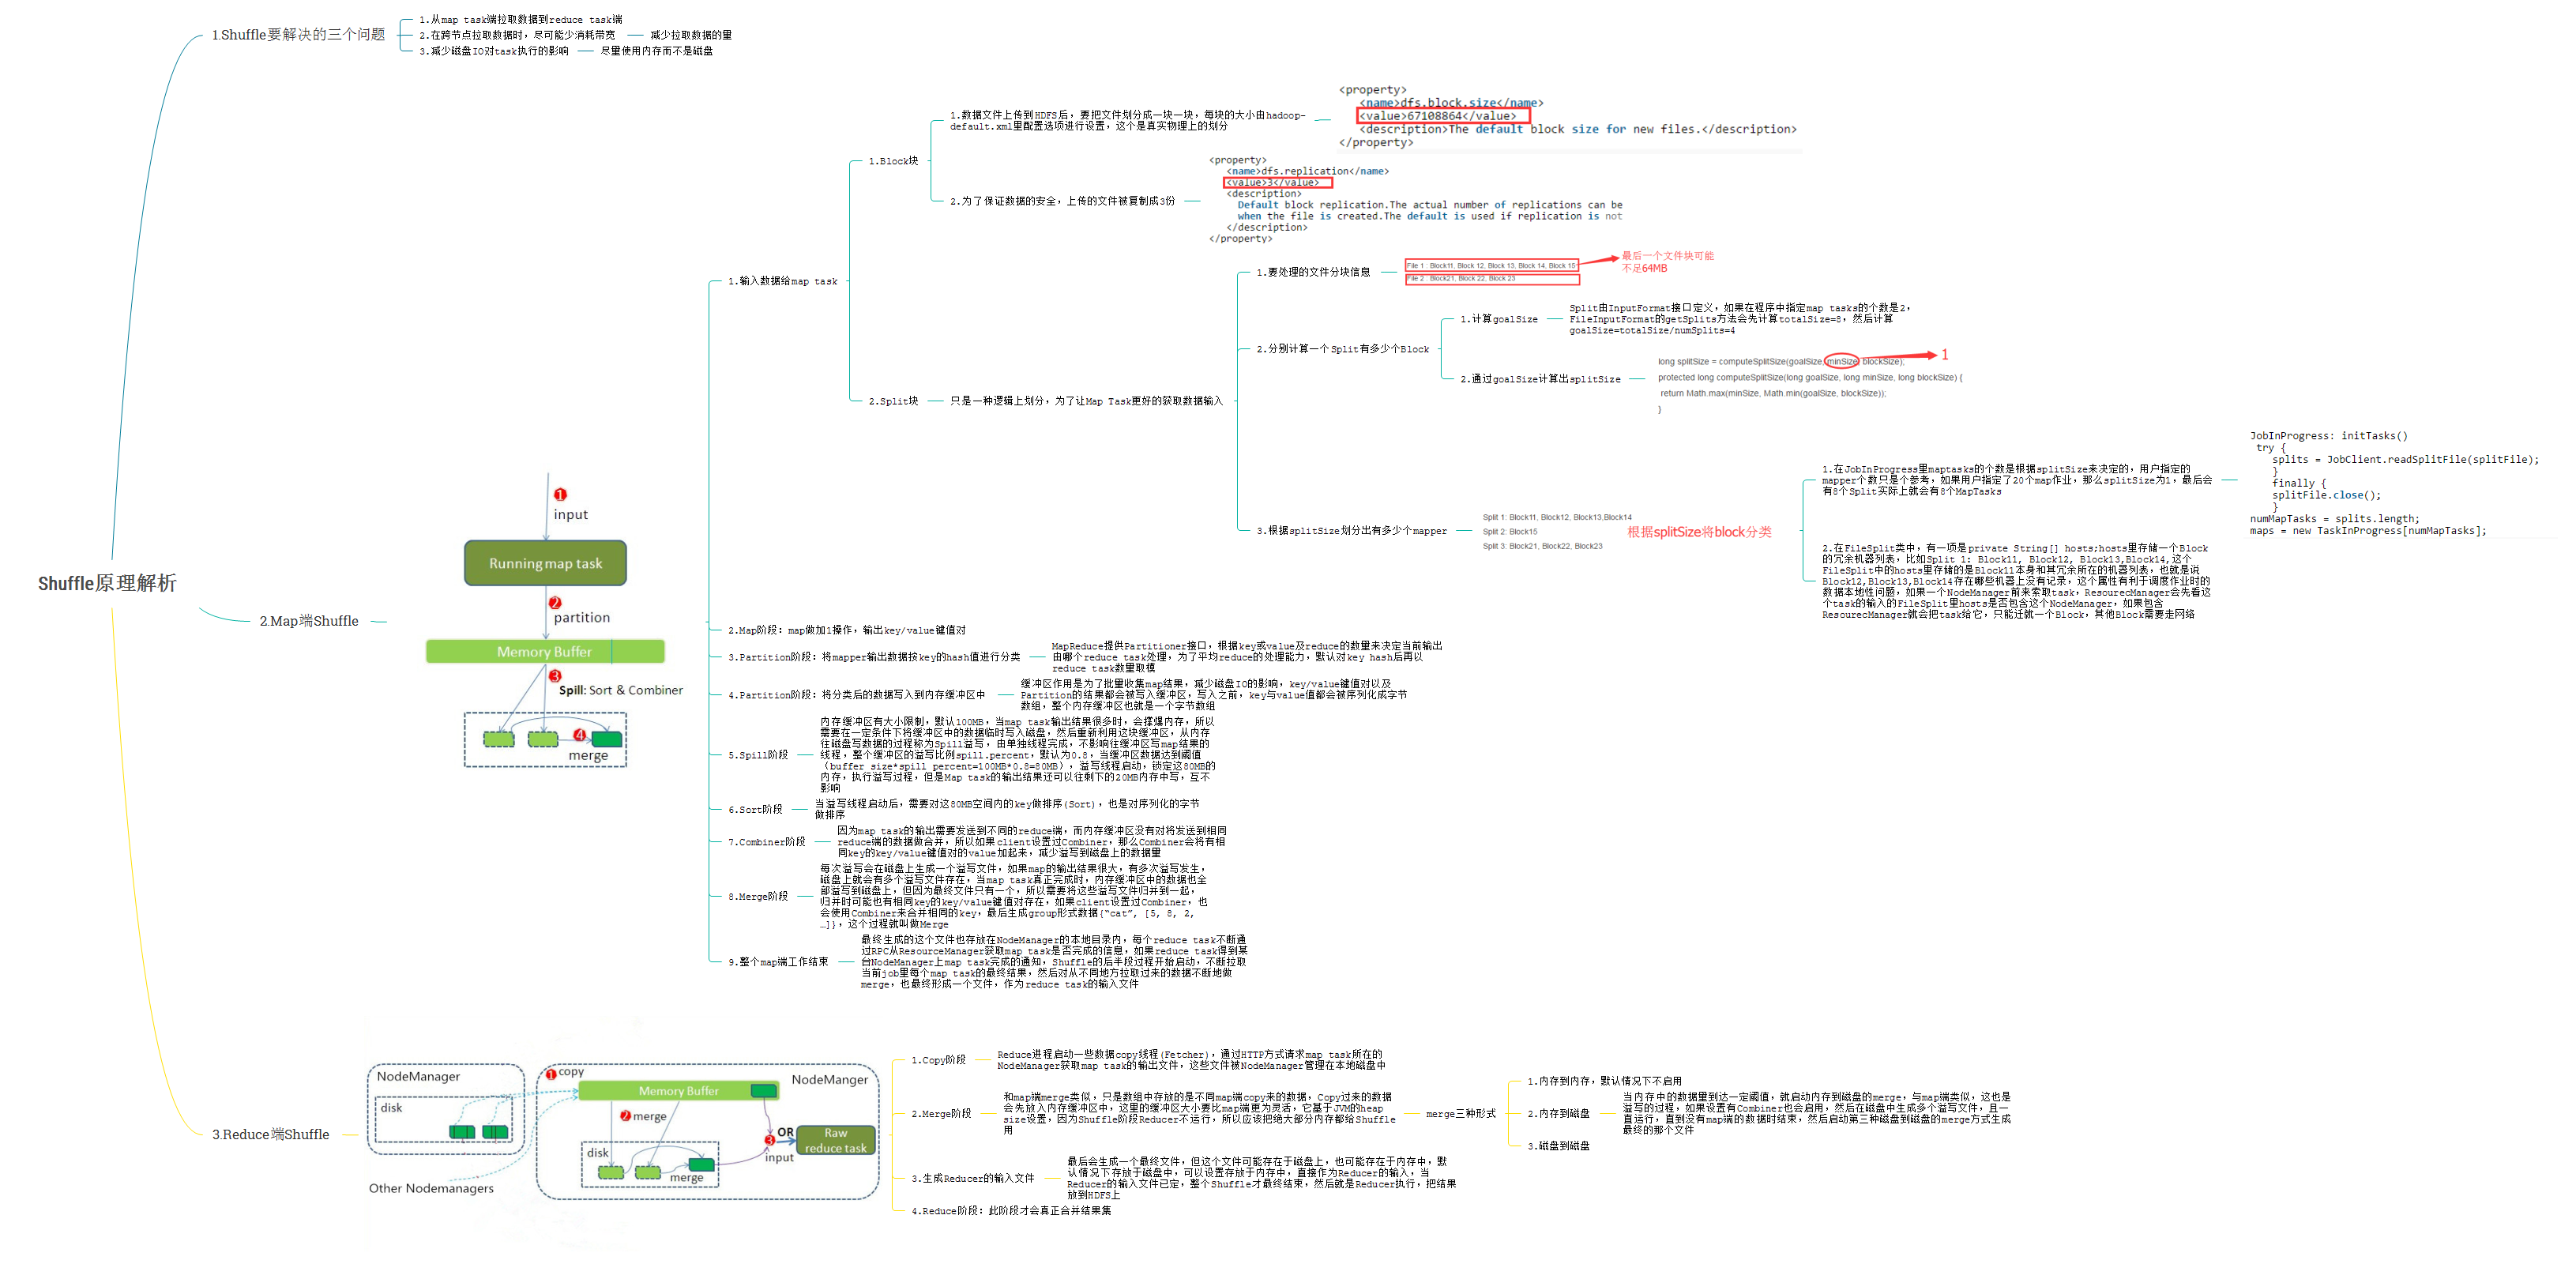 Shuffle原理解析
1.Shuffle要解决的三个问题
1.从map task端拉取数据到reduce task端
2.在跨节点拉取数据时，尽可能少消耗带宽
减少拉取数据的量
3.减少磁盘IO对task执行的影响
尽量使用内存而不是磁盘
2.Map端Shuffle
1
input
Running map task
2
partition
Memory Buffer
3
Spill: Sort & Combiner
4
merge
1.输入数据给map task
1.Block块
1.数据文件上传到HDFS后，要把文件划分成一块一块，每块的大小由hadoop-
default.xml里配置选项进行设置，这个是真实物理上的划分
<property>
<name>dfs.block.size</name>
<value>67108864</value>
<description>The default block size for new files.</description>
</property>
2.为了保证数据的安全，上传的文件被复制成3份
<property>
<name>dfs.replication</name>
<value>3</value>
<description>
Default block replication.The actual number of replications can be
when the file is created.The default is used if replication is not
</description>
</property>
2.Split块
只是一种逻辑上划分，为了让Map Task更好的获取数据输入
1.要处理的文件分块信息
File 1 : Block11, Block 12, Block 13, Block 14, Block 15
File 2 : Block21, Block 22, Block 23
最后一个文件块可能
不足64MB
2.分别计算一个Split有多少个Block
1.计算goalSize
Split由InputFormat接口定义，如果在程序中指定map tasks的个数是2，
FileInputFormat的getSplits方法会先计算totalSize=8，然后计算
goalSize=totalSize/numSplits=4
2.通过goalSize计算出splitSize
long splitSize = computeSplitSize(goalSize, minSize, blockSize);
1
protected long computeSplitSize(long goalSize, long minSize, long blockSize) {
return Math.max(minSize, Math.min(goalSize, blockSize));
}
3.根据splitSize划分出有多少个mapper
Split 1: Block11, Block12, Block13,Block14
Split 2: Block15
Split 3: Block21, Block22, Block23
根据splitSize将block分类
1.在JobInProgress里maptasks的个数是根据splitSize来决定的，用户指定的
mapper个数只是个参考，如果用户指定了20个map作业，那么splitSize为1，最后会
有8个Split实际上就会有8个MapTasks
JobInProgress: initTasks()
try {
splits = JobClient.readSplitFile(splitFile);
}
finally {
splitFile.close();
}
numMapTasks = splits.length;
maps = new TaskInProgress[numMapTasks];
2.在FileSplit类中，有一项是private String[] hosts;hosts里存储一个Block
的冗余机器列表，比如Split 1: Block11, Block12, Block13,Block14,这个
FileSplit中的hosts里存储的是Block11本身和其冗余所在的机器列表，也就是说
Block12,Block13,Block14存在哪些机器上没有记录，这个属性有利于调度作业时的
数据本地性问题，如果一个NodeManager前来索取task，ResourecManager会先看这
个task的输入的FileSplit里hosts是否包含这个NodeManager，如果包含
ResourecManager就会把task给它，只能迁就一个Block，其他Block需要走网络
2.Map阶段：map做加1操作，输出key/value键值对
3.Partition阶段：将mapper输出数据按key的hash值进行分类
MapReduce提供Partitioner接口，根据key或value及reduce的数量来决定当前输出
由哪个reduce task处理，为了平均reduce的处理能力，默认对key hash后再以
reduce task数量取模
4.Partition阶段：将分类后的数据写入到内存缓冲区中
缓冲区作用是为了批量收集map结果，减少磁盘IO的影响，key/value键值对以及
Partition的结果都会被写入缓冲区，写入之前，key与value值都会被序列化成字节
数组，整个内存缓冲区也就是一个字节数组
5.Spill阶段
内存缓冲区有大小限制，默认100MB，当map task输出结果很多时，会撑爆内存，所以
需要在一定条件下将缓冲区中的数据临时写入磁盘，然后重新利用这块缓冲区，从内存
往磁盘写数据的过程称为Spill溢写，由单独线程完成，不影响往缓冲区写map结果的
线程，整个缓冲区的溢写比例spill.percent，默认为0.8，当缓冲区数据达到阈值
（buffer size*spill percent=100MB*0.8=80MB），溢写线程启动，锁定这80MB的
内存，执行溢写过程，但是Map task的输出结果还可以往剩下的20MB内存中写，互不
影响
6.Sort阶段
当溢写线程启动后，需要对这80MB空间内的key做排序(Sort)，也是对序列化的字节
做排序
7.Combiner阶段
因为map task的输出需要发送到不同的reduce端，而内存缓冲区没有对将发送到相同
reduce端的数据做合并，所以如果client设置过Combiner，那么Combiner会将有相
同key的key/value键值对的value加起来，减少溢写到磁盘上的数据量
8.Merge阶段
每次溢写会在磁盘上生成一个溢写文件，如果map的输出结果很大，有多次溢写发生，
磁盘上就会有多个溢写文件存在，当map task真正完成时，内存缓冲区中的数据也全
部溢写到磁盘上，但因为最终文件只有一个，所以需要将这些溢写文件归并到一起，
归并时可能也有相同key的key/value键值对存在，如果client设置过Combiner，也
会使用Combiner来合并相同的key，最后生成group形式数据{"cat", [5, 8, 2,
…]}，这个过程就叫做Merge
9.整个map端工作结束
最终生成的这个文件也存放在NodeManager的本地目录内，每个reduce task不断通
过RPC从ResourceManager获取map task是否完成的信息，如果reduce task得到某
台NodeManager上map task完成的通知，Shuffle的后半段过程开始启动，不断拉取
当前job里每个map task的最终结果，然后对从不同地方拉取过来的数据不断地做
merge，也最终形成一个文件，作为reduce task的输入文件
3.Reduce端Shuffle
NodeManager
disk
Other Nodemanagers
1 copy
Memory Buffer
NodeManger
2 merge
disk
merge
3
OR
input
Raw
reduce task
1.Copy阶段
Reduce进程启动一些数据copy线程(Fetcher)，通过HTTP方式请求map task所在的
NodeManager获取map task的输出文件，这些文件被NodeManager管理在本地磁盘中
2.Merge阶段
和map端merge类似，只是数组中存放的是不同map端copy来的数据，Copy过来的数据
会先放入内存缓冲区中，这里的缓冲区大小要比map端更为灵活，它基于JVM的heap
size设置，因为Shuffle阶段Reducer不运行，所以应该把绝大部分内存都给Shuffle
用
merge三种形式
1.内存到内存，默认情况下不启用
2.内存到磁盘
当内存中的数据量到达一定阈值，就启动内存到磁盘的merge，与map端类似，这也是
溢写的过程，如果设置有Combiner也会启用，然后在磁盘中生成多个溢写文件，且一
直运行，直到没有map端的数据时结束，然后启动第三种磁盘到磁盘的merge方式生成
最终的那个文件
3.磁盘到磁盘
3.生成Reducer的输入文件
最后会生成一个最终文件，但这个文件可能存在于磁盘上，也可能存在于内存中，默
认情况下存放于磁盘中，可以设置存放于内存中，直接作为Reducer的输入，当
Reducer的输入文件已定，整个Shuffle才最终结束，然后就是Reducer执行，把结果
放到HDFS上
4.Reduce阶段：此阶段才会真正合并结果集